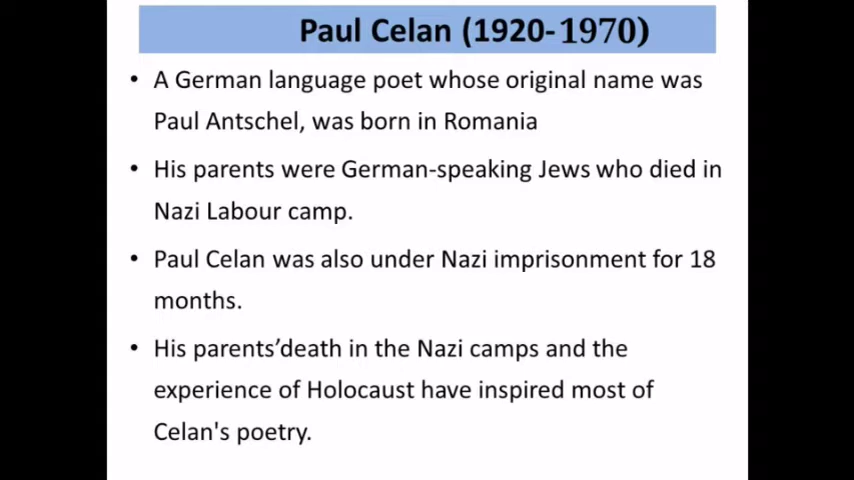 Paul Celan (1920-1970)
• A German language poet whose original name was
Paul Antschel, was born in Romania
• His parents were German-speaking Jews who died in
Nazi Labour camp.
• Paul Celan was also under Nazi imprisonment for 18
months.
• His parents’death in the Nazi camps and the
experience of Holocaust have inspired most of
Celan's poetry.